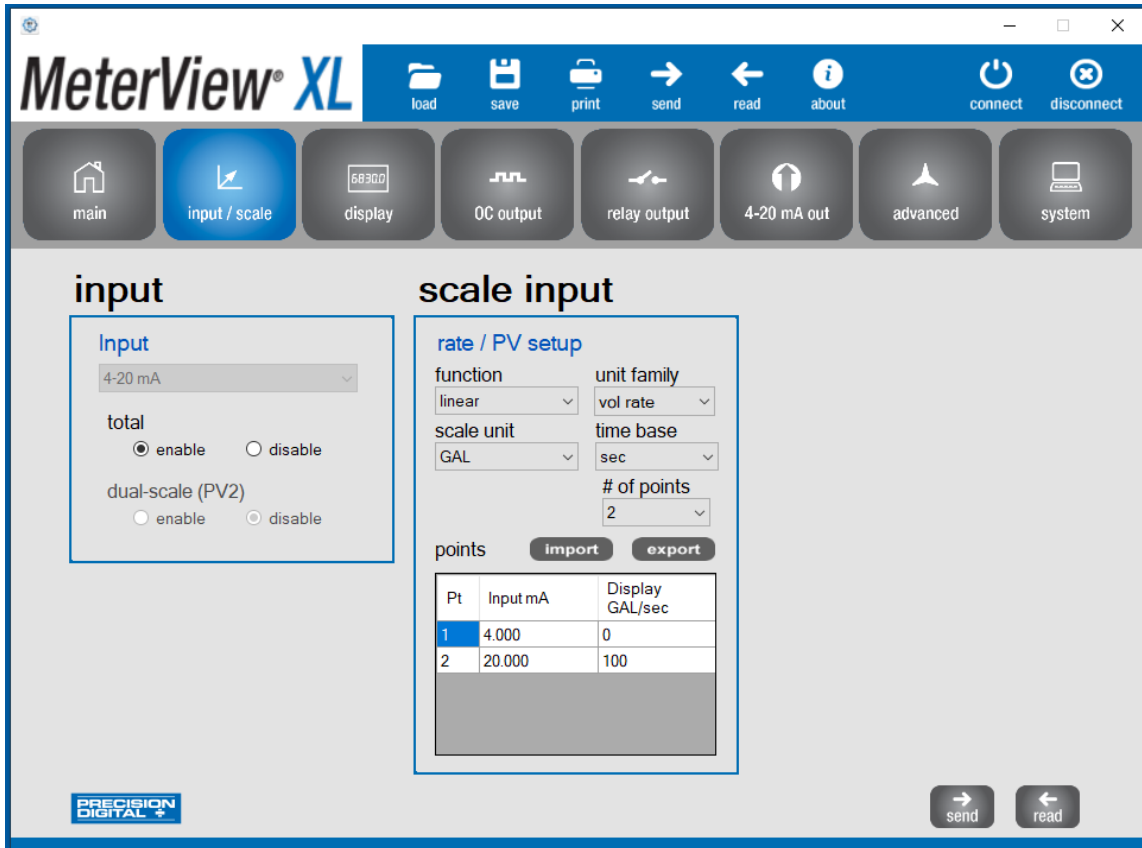 MeterView® XL
load save print send read about connect disconnect
main input / scale display OC output relay output 4-20 mA out advanced system
6830.0
input
Input
4-20 mA
total
enable disable
dual-scale (PV2)
enable disable
scale input
rate / PV setup
function unit family
linear vol rate
scale unit time base
GAL sec
# of points
2
points import export
Pt Input mA Display GAL/sec
1 4.000 0
2 20.000 100
PRECISION
DIGITAL
send read